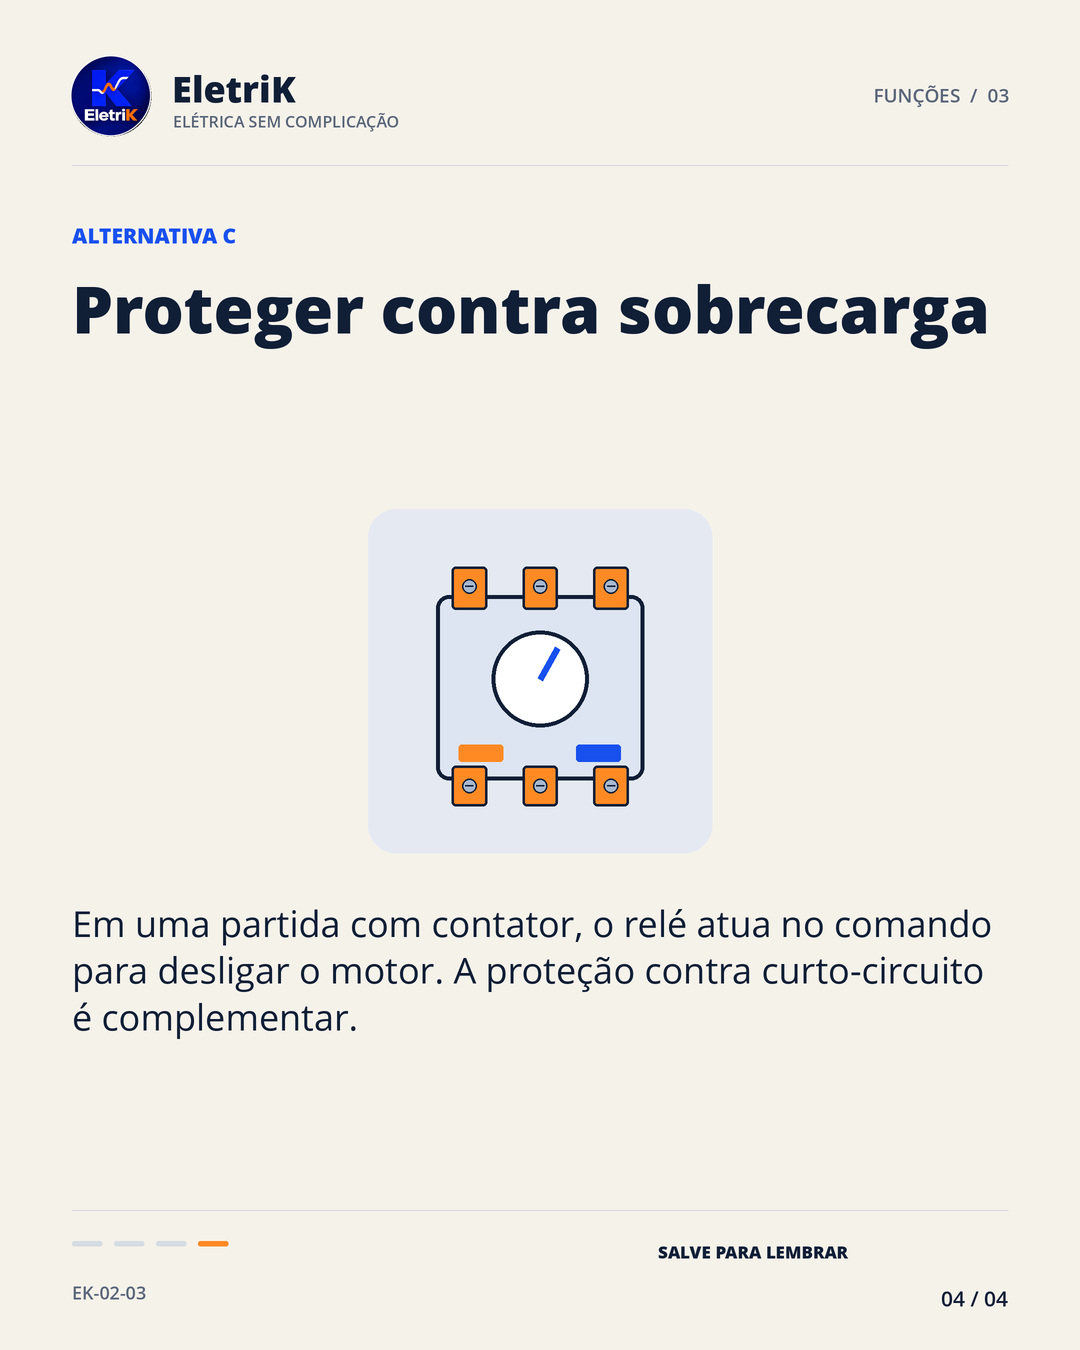 EletriK
EletriK
ELÉTRICA SEM COMPLICAÇÃO
FUNÇÕES / 03
ALTERNATIVA C
Proteger contra sobrecarga
Em uma partida com contator, o relé atua no comando
para desligar o motor. A proteção contra curto-circuito
é complementar.
SALVE PARA LEMBRAR
EK-02-03
04 / 04